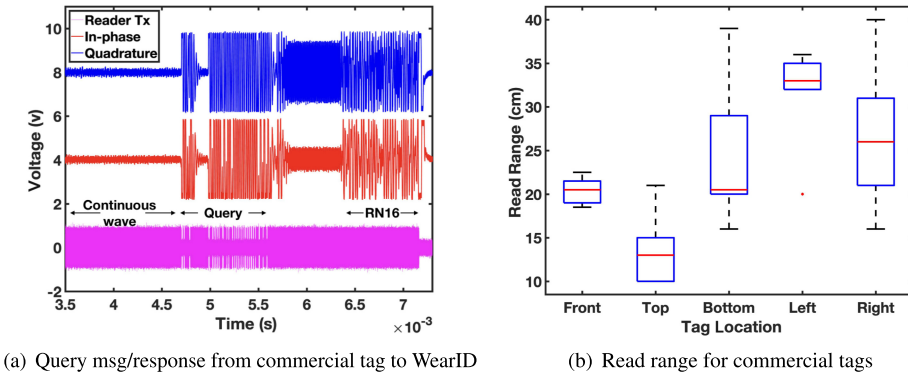 Reader Tx
In-phase
Quadrature
10
8
6
4
2
0
-2
Voltage (v)
Continuous
wave
Query
RN16
3.5 4 4.5 5 5.5 6 6.5 7
Time (s)
×10⁻³
(a) Query msg/response from commercial tag to WearID
40
35
30
25
20
15
10
Read Range (cm)
Front Top Bottom Left Right
Tag Location
(b) Read range for commercial tags